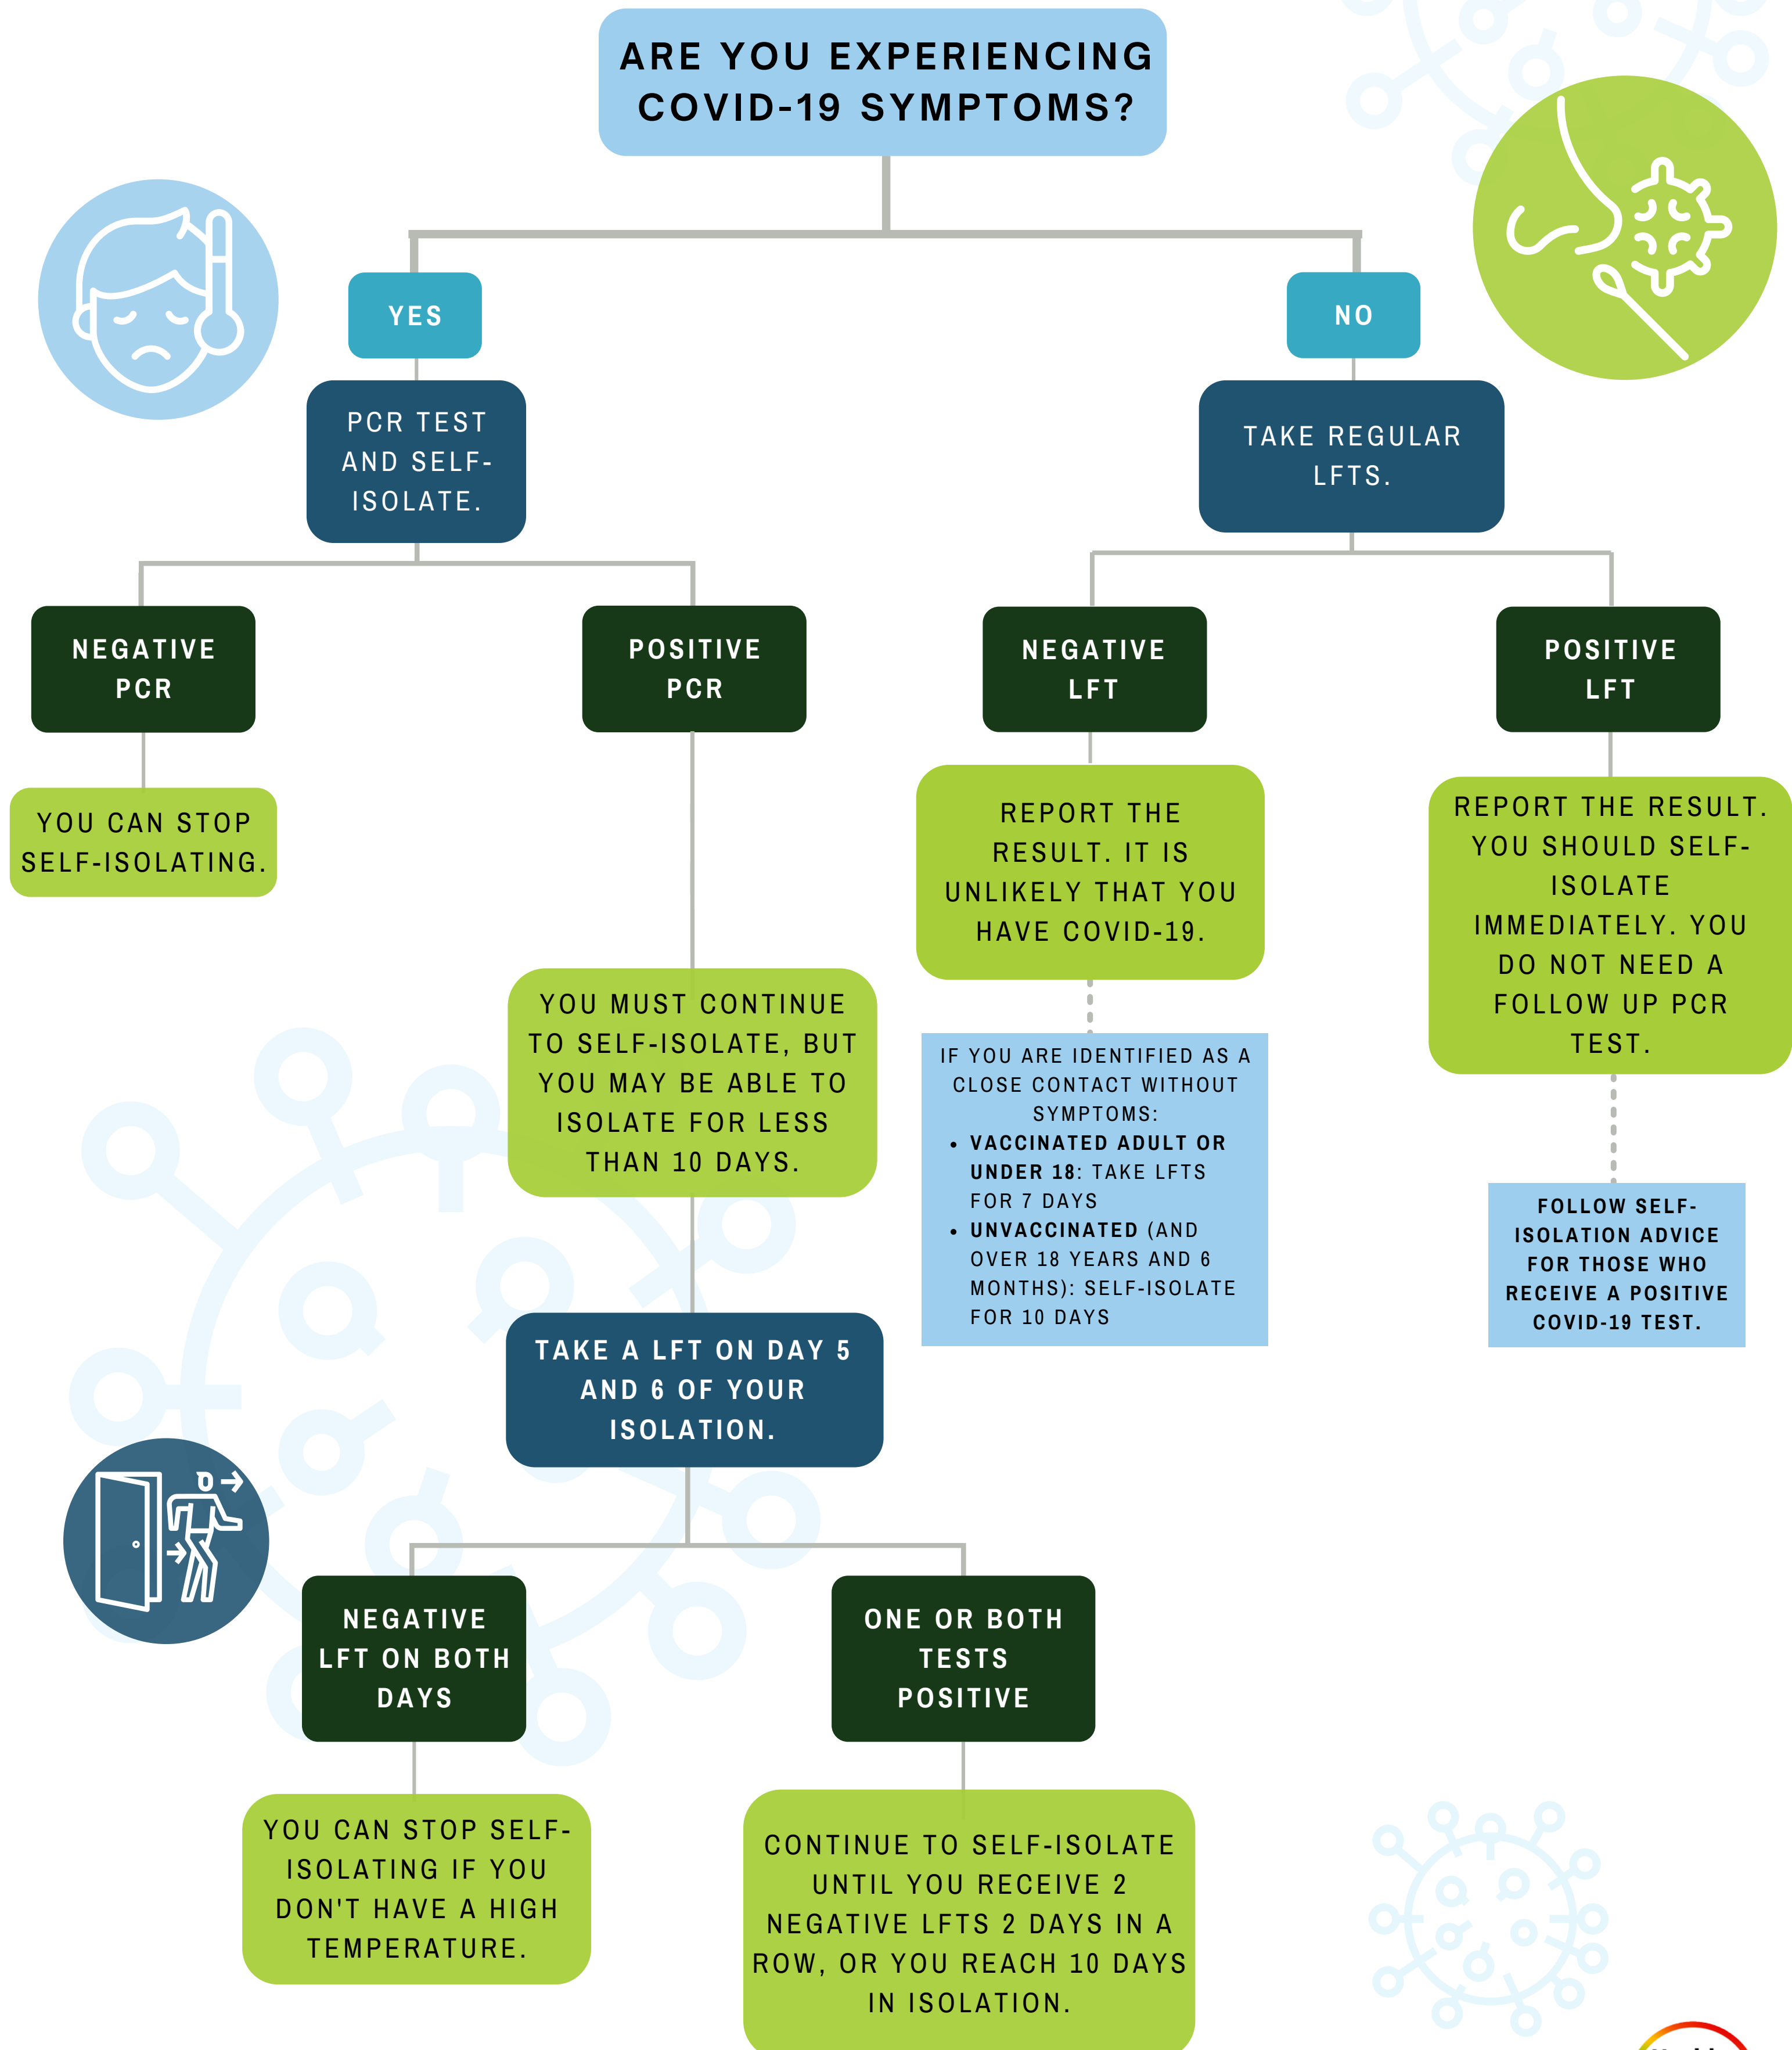 ARE YOU EXPERIENCING
COVID-19 SYMPTOMS?
YES
NO
PCR TEST
AND SELF-
ISOLATE.
TAKE REGULAR
LFTS.
NEGATIVE
PCR
POSITIVE
PCR
NEGATIVE
LFT
POSITIVE
LFT
YOU CAN STOP
SELF-ISOLATING.
REPORT THE
RESULT. IT IS
UNLIKELY THAT YOU
HAVE COVID-19.
REPORT THE RESULT.
YOU SHOULD SELF-
ISOLATE
IMMEDIATELY. YOU
DO NOT NEED A
FOLLOW UP PCR
TEST.
YOU MUST CONTINUE
TO SELF-ISOLATE, BUT
YOU MAY BE ABLE TO
ISOLATE FOR LESS
THAN 10 DAYS.
IF YOU ARE IDENTIFIED AS A
CLOSE CONTACT WITHOUT
SYMPTOMS:
• VACCINATED ADULT OR
UNDER 18: TAKE LFTS
FOR 7 DAYS
• UNVACCINATED (AND
OVER 18 YEARS AND 6
MONTHS): SELF-ISOLATE
FOR 10 DAYS
FOLLOW SELF-
ISOLATION ADVICE
FOR THOSE WHO
RECEIVE A POSITIVE
COVID-19 TEST.
TAKE A LFT ON DAY 5
AND 6 OF YOUR
ISOLATION.
NEGATIVE
LFT ON BOTH
DAYS
ONE OR BOTH
TESTS
POSITIVE
YOU CAN STOP SELF-
ISOLATING IF YOU
DON'T HAVE A HIGH
TEMPERATURE.
CONTINUE TO SELF-ISOLATE
UNTIL YOU RECEIVE 2
NEGATIVE LFTS 2 DAYS IN A
ROW, OR YOU REACH 10 DAYS
IN ISOLATION.